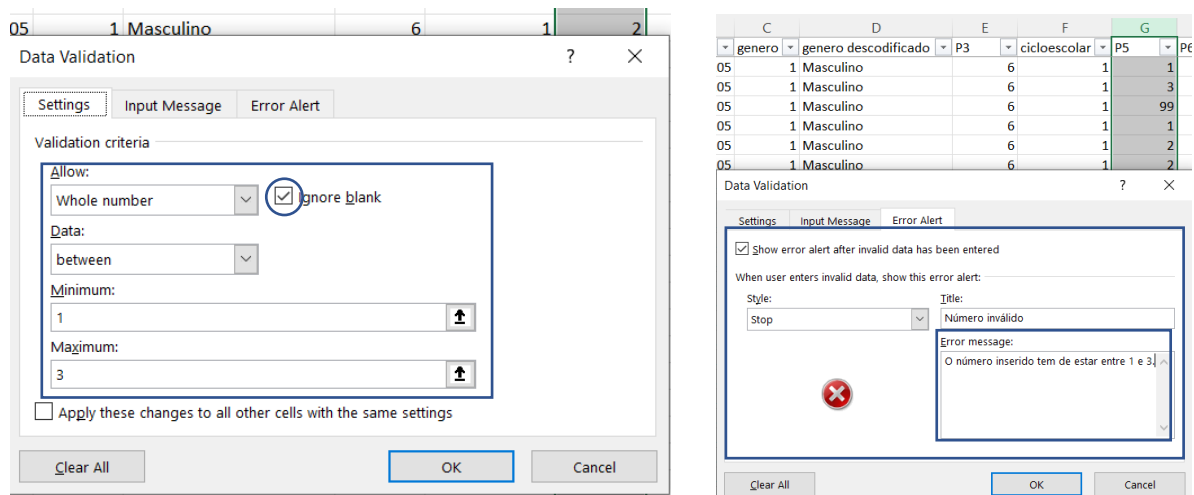 05 1 Masculino 6 1 2
Data Validation ? ×
Settings Input Message Error Alert
Validation criteria
Allow:
Whole number Ignore blank
Data:
between
Minimum:
1
Maximum:
3
Apply these changes to all other cells with the same settings
Clear All OK Cancel
C D E F G
genero genero descodificado P3 cicloescolar P5 P6
05 1 Masculino 6 1 1
05 1 Masculino 6 1 3
05 1 Masculino 6 1 99
05 1 Masculino 6 1 1
05 1 Masculino 6 1 2
05 1 Masculino 6 1 2
Data Validation ? ×
Settings Input Message Error Alert
Show error alert after invalid data has been entered
When user enters invalid data, show this error alert:
Style: Title:
Stop Número inválido
Error message:
O número inserido tem de estar entre 1 e 3.
Clear All OK Cancel